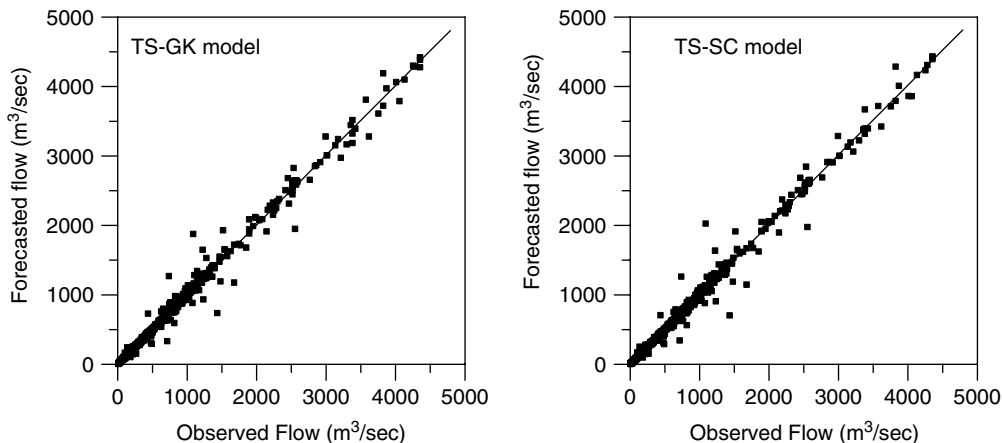 TS-GK model
5000
4000
3000
2000
1000
0
Forecasted flow (m³/sec)
0 1000 2000 3000 4000 5000
Observed Flow (m³/sec)
TS-SC model
5000
4000
3000
2000
1000
0
Forecasted flow (m³/sec)
0 1000 2000 3000 4000 5000
Observed Flow (m³/sec)